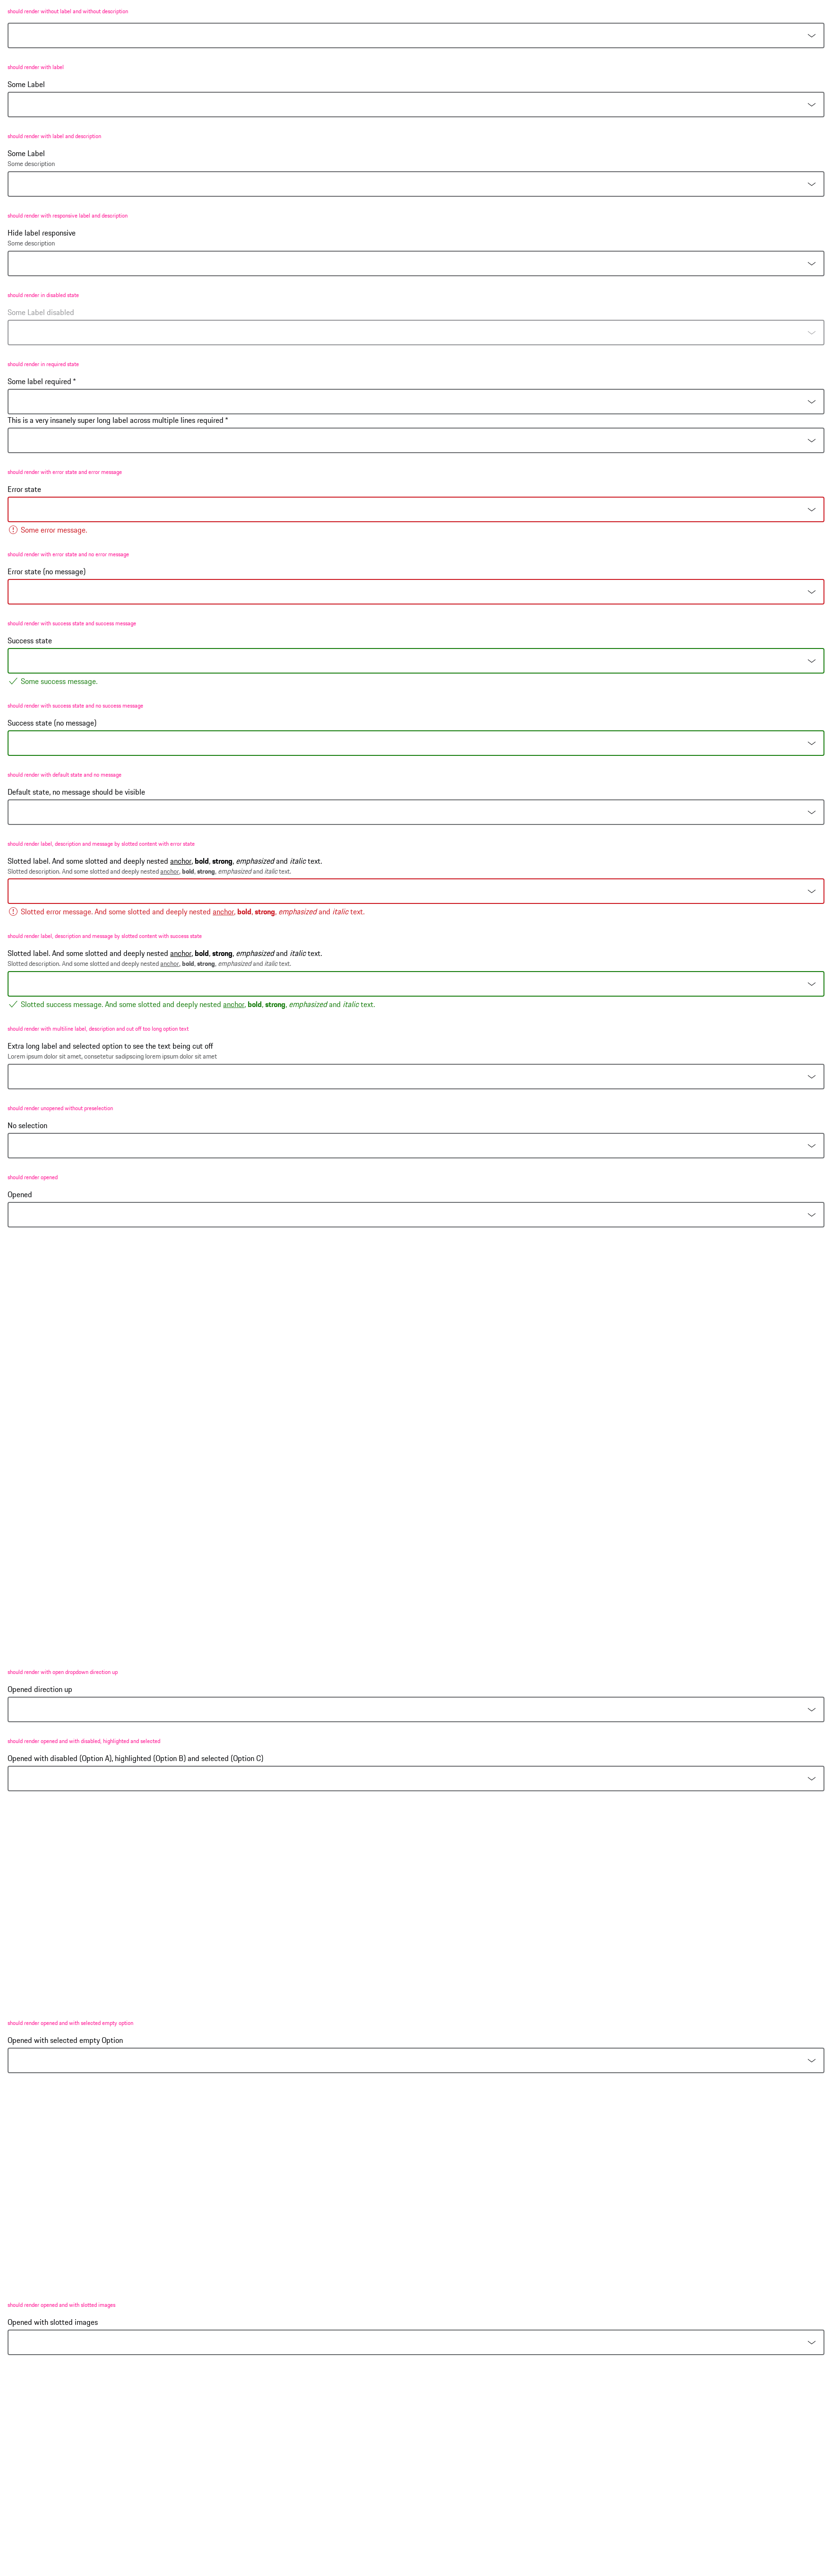 should render without label and without description
should render with label
Some Label
should render with label and description
Some Label
Some description
should render with responsive label and description
Hide label responsive
Some description
should render in disabled state
Some Label disabled
should render in required state
Some label required *
This is a very insanely super long label across multiple lines required *
should render with error state and error message
Error state
Some error message.
should render with error state and no error message
Error state (no message)
should render with success state and success message
Success state
Some success message.
should render with success state and no success message
Success state (no message)
should render with default state and no message
Default state, no message should be visible
should render label, description and message by slotted content with error state
Slotted label. And some slotted and deeply nested anchor, bold, strong, emphasized and italic text.
Slotted description. And some slotted and deeply nested anchor, bold, strong, emphasized and italic text.
Slotted error message. And some slotted and deeply nested anchor, bold, strong, emphasized and italic text.
should render label, description and message by slotted content with success state
Slotted label. And some slotted and deeply nested anchor, bold, strong, emphasized and italic text.
Slotted description. And some slotted and deeply nested anchor, bold, strong, emphasized and italic text.
Slotted success message. And some slotted and deeply nested anchor, bold, strong, emphasized and italic text.
should render with multiline label, description and cut off too long option text
Extra long label and selected option to see the text being cut off
Lorem ipsum dolor sit amet, consetetur sadipscing lorem ipsum dolor sit amet
should render unopened without preselection
No selection
should render opened
Opened
should render with open dropdown direction up
Opened direction up
should render opened and with disabled, highlighted and selected
Opened with disabled (Option A), highlighted (Option B) and selected (Option C)
should render opened and with selected empty option
Opened with selected empty Option
should render opened and with slotted images
Opened with slotted images